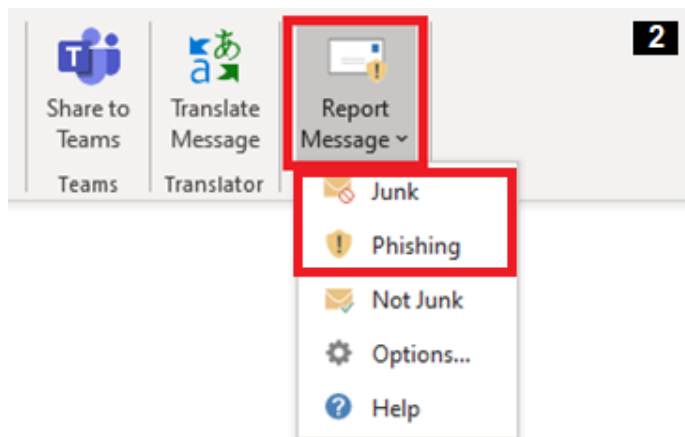 2
Share to
Teams
Translate
Message
Report
Message
Teams
Translator
Junk
Phishing
Not Junk
Options...
Help